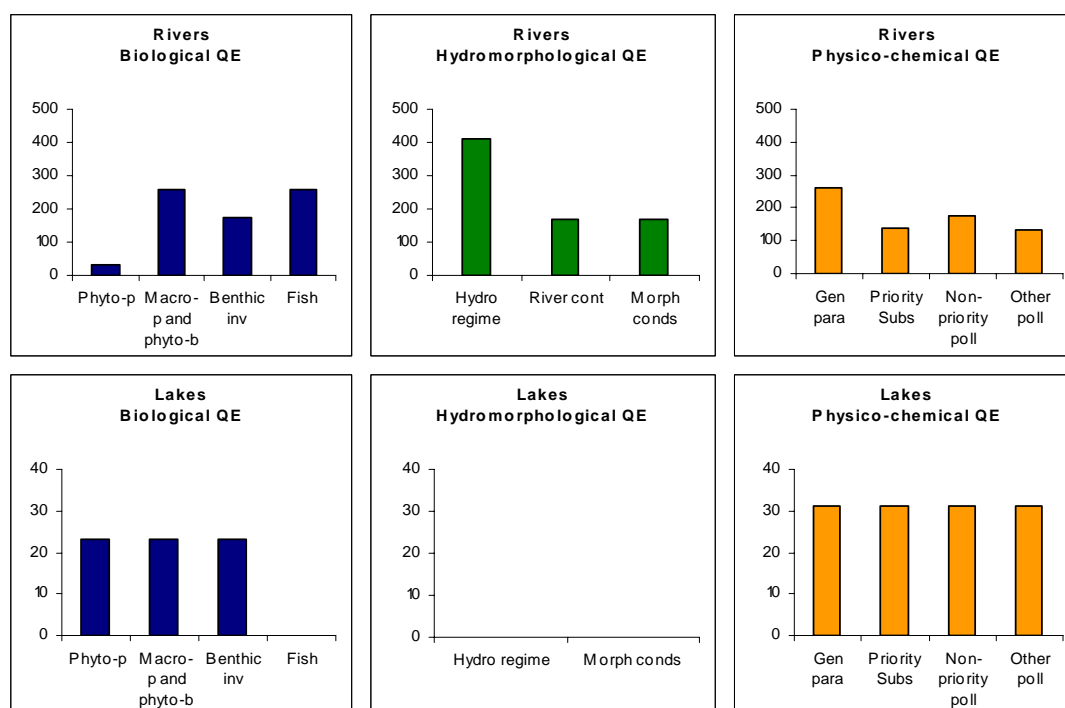 Rivers
Biological QE
500
400
300
200
100
0
Phyto-p
Macro-
p and
phyto-b
Benthic
inv
Fish
Rivers
Hydromorphological QE
500
400
300
200
100
0
Hydro
regime
River cont
Morph
conds
Rivers
Physico-chemical QE
500
400
300
200
100
0
Gen
para
Priority
Subs
Non-
priority
poll
Other
poll
Lakes
Biological QE
40
30
20
10
0
Phyto-p
Macro-
p and
phyto-b
Benthic
inv
Fish
Lakes
Hydromorphological QE
40
30
20
10
0
Hydro regime
Morph conds
Lakes
Physico-chemical QE
40
30
20
10
0
Gen
para
Priority
Subs
Non-
priority
poll
Other
poll